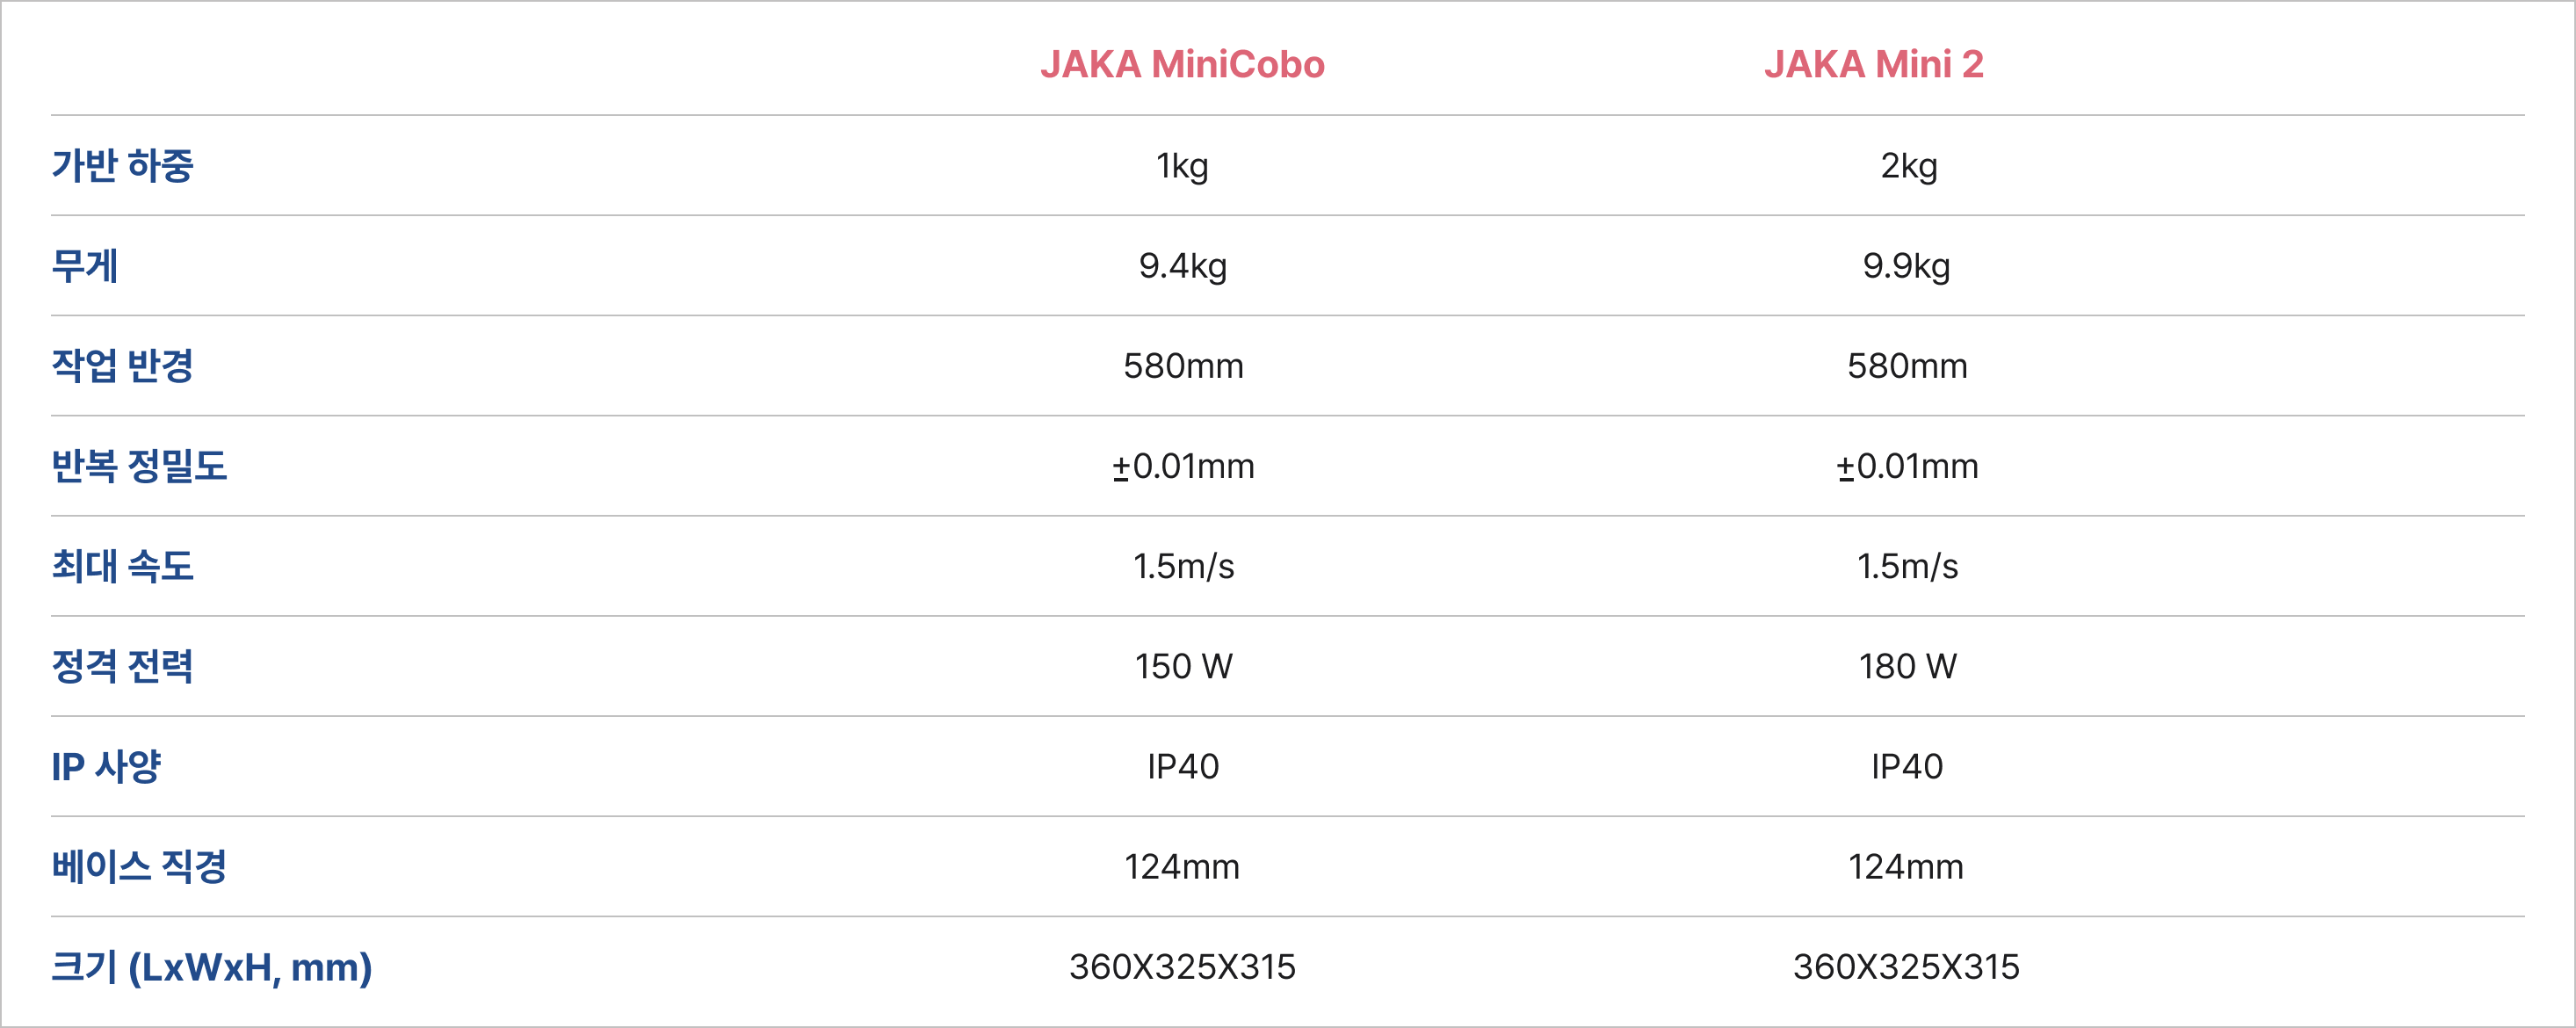 JAKA MiniCobo JAKA Mini 2
가반 하중 1kg 2kg
무게 9.4kg 9.9kg
작업 반경 580mm 580mm
반복 정밀도 ±0.01mm ±0.01mm
최대 속도 1.5m/s 1.5m/s
정격 전력 150 W 180 W
IP 사양 IP40 IP40
베이스 직경 124mm 124mm
크기 (LxWxH, mm) 360X325X315 360X325X315